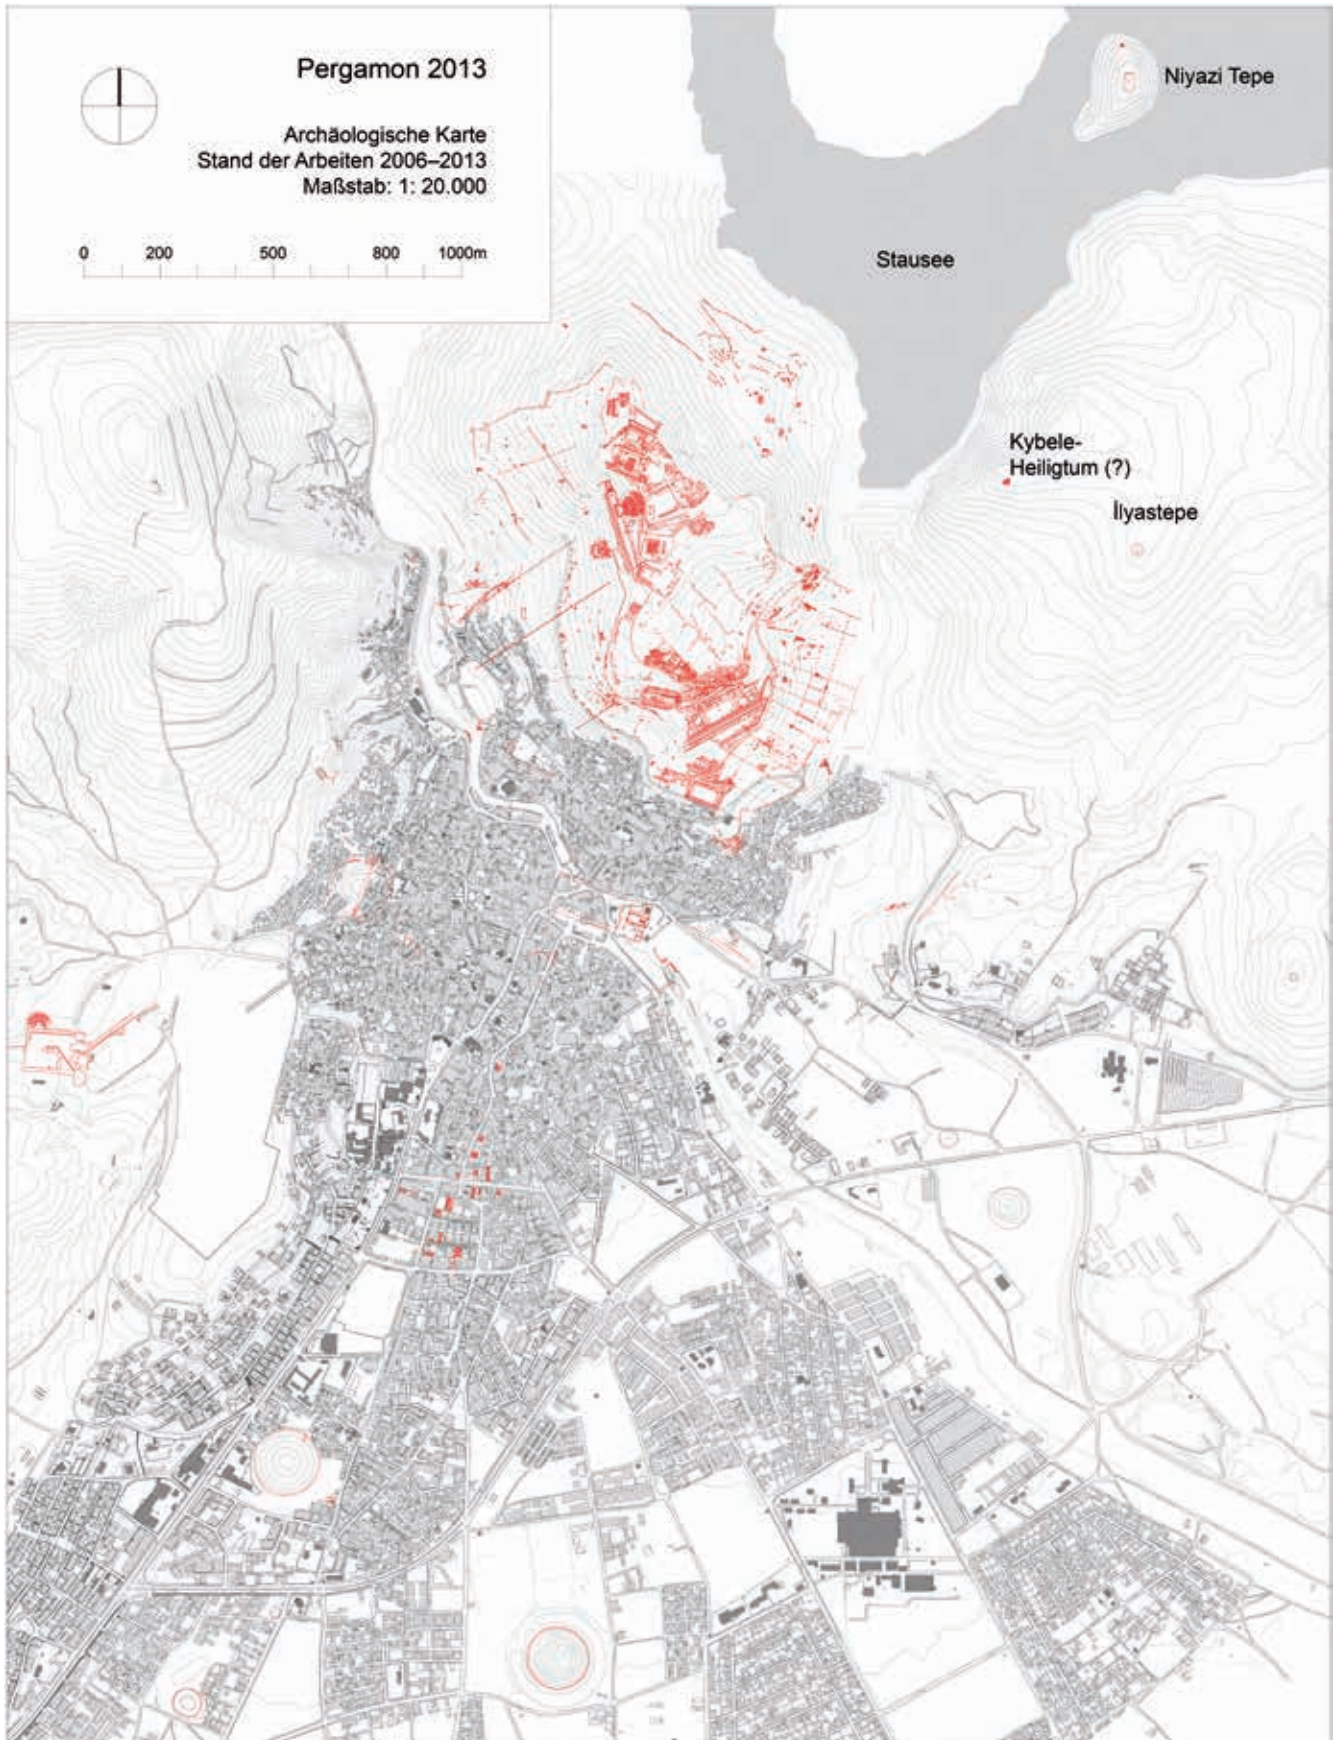 Pergamon 2013
Archäologische Karte
Stand der Arbeiten 2006–2013
Maßstab: 1: 20.000
0 200 500 800 1000m
Niyazi Tepe
Stausee
Kybele-
Heiligtum (?)
İlyastepe